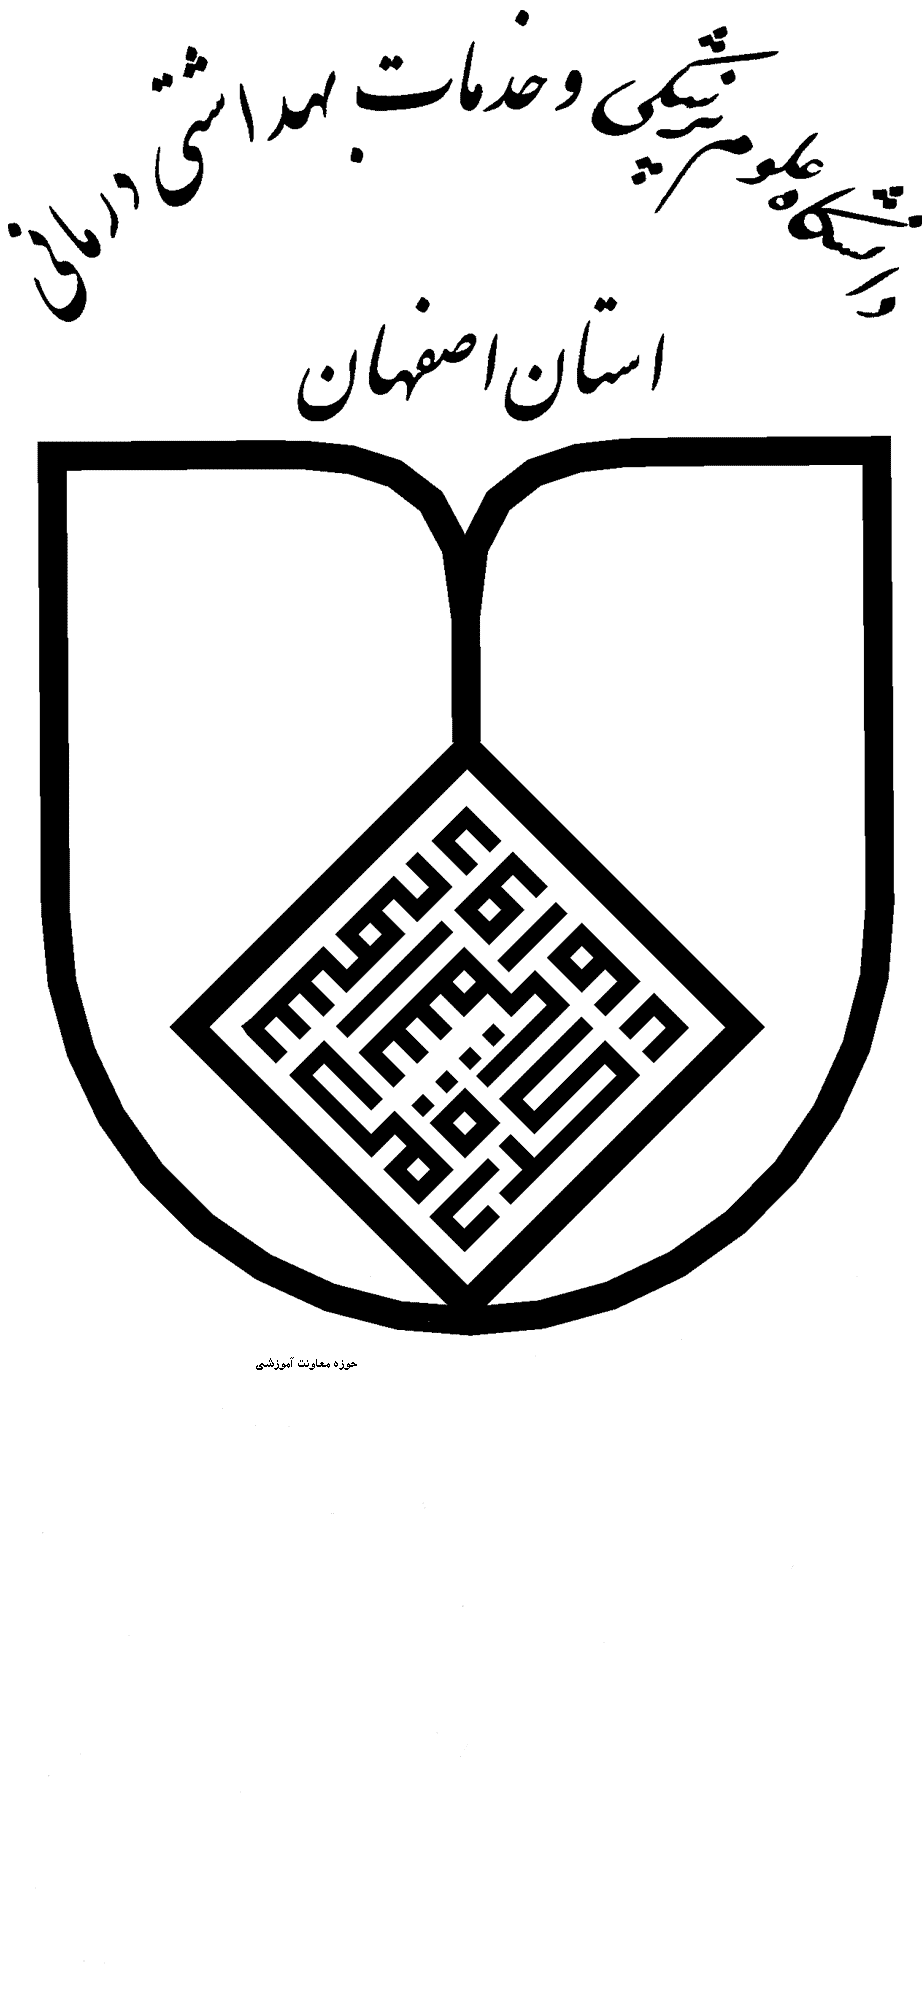 دانشگاه علوم پزشکی و خدمات بهداشتی درمانی
استان اصفهان
حوزه معاونت آموزشی